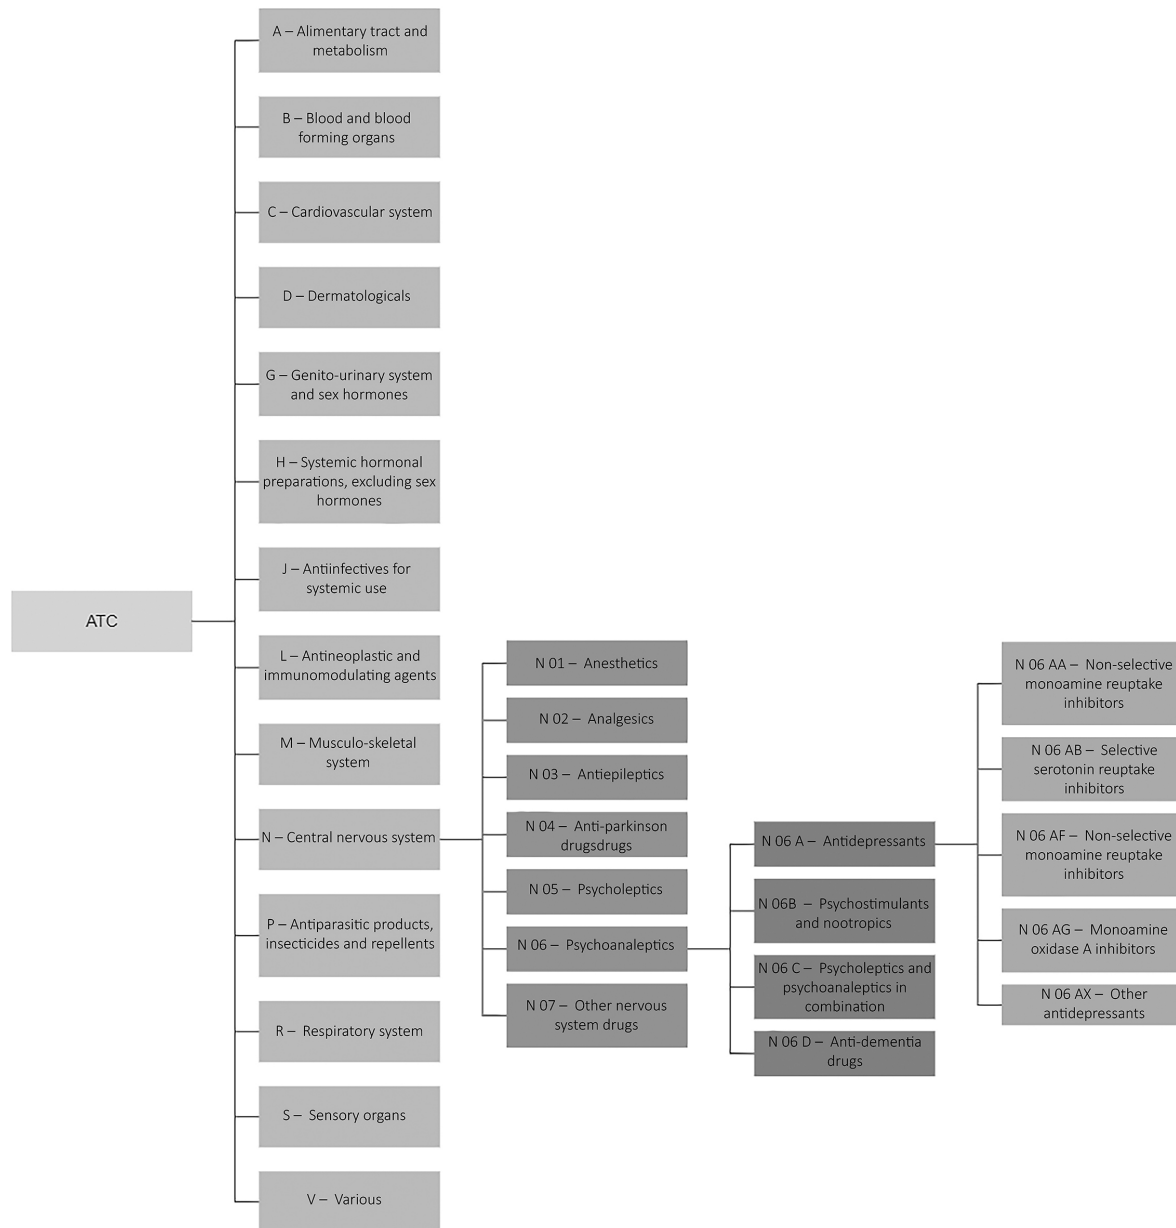 A – Alimentary tract and
metabolism
B – Blood and blood
forming organs
C – Cardiovascular system
D – Dermatologicals
G – Genito-urinary system
and sex hormones
H – Systemic hormonal
preparations, excluding sex
hormones
J – Antiinfectives for
systemic use
ATC
L – Antineoplastic and
immunomodulating agents
M – Musculo-skeletal
system
N – Central nervous system
P – Antiparasitic products,
insecticides and repellents
R – Respiratory system
S – Sensory organs
V – Various
N 01 – Anesthetics
N 02 – Analgesics
N 03 – Antiepileptics
N 04 – Anti-parkinson
drugsdrugs
N 05 – Psycholeptics
N 06 – Psychoanaleptics
N 07 – Other nervous
system drugs
N 06 A – Antidepressants
N 06B – Psychostimulants
and nootropics
N 06 C – Psycholeptics and
psychoanaleptics in
combination
N 06 D – Anti-dementia
drugs
N 06 AA – Non-selective
monoamine reuptake
inhibitors
N 06 AB – Selective
serotonin reuptake
inhibitors
N 06 AF – Non-selective
monoamine reuptake
inhibitors
N 06 AG – Monoamine
oxidase A inhibitors
N 06 AX – Other
antidepressants